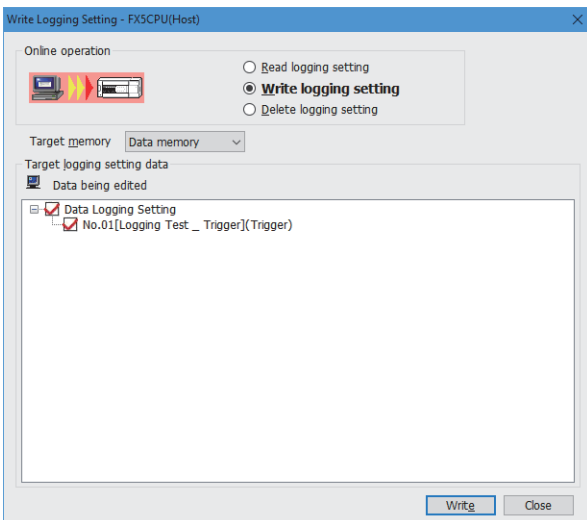 Write Logging Setting - FX5CPU(Host)
Online operation
Read logging setting
Write logging setting
Delete logging setting
Target memory Data memory
Target logging setting data
Data being edited
Data Logging Setting
No.01[Logging Test _ Trigger](Trigger)
Write Close